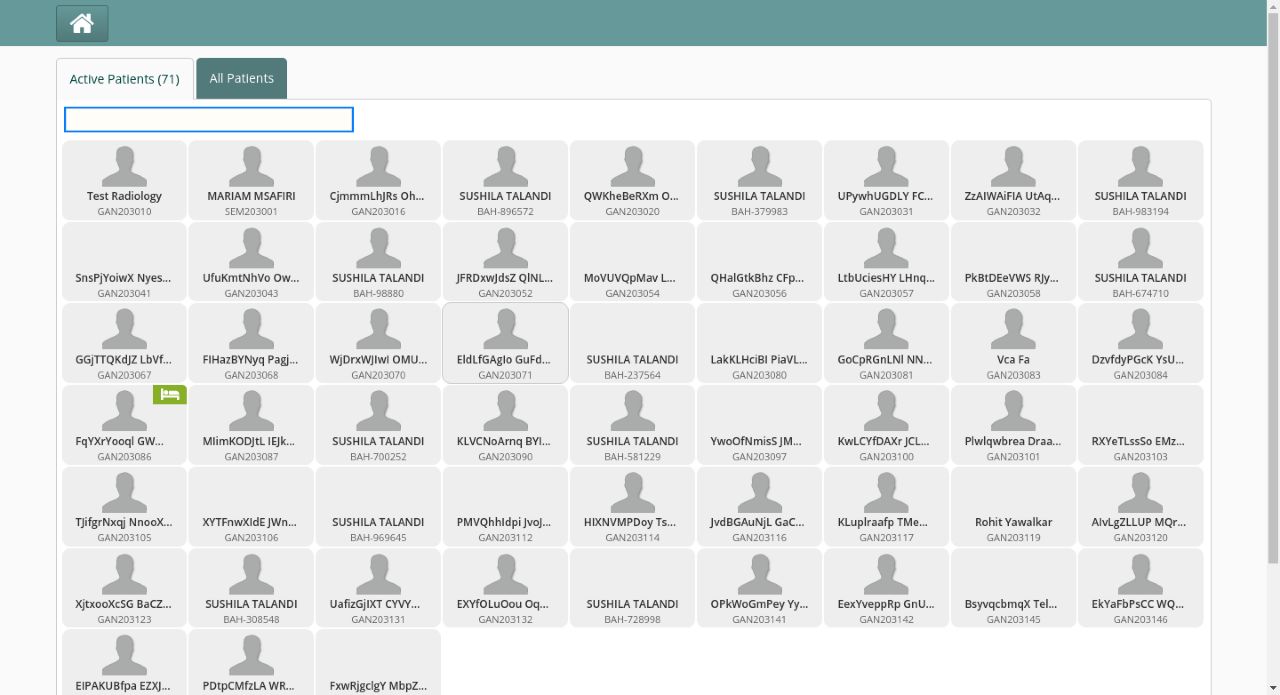 Active Patients (71)
All Patients
Test Radiology
GAN203010
MARIAM MSAFIRI
SEM203001
CjmmmLhJRs Oh...
GAN203016
SUSHILA TALANDI
BAH-896572
QWKheBeRXm O...
GAN203020
SUSHILA TALANDI
BAH-379983
UPywhUGDLY FC...
GAN203031
ZzAIWAiFIA UtAq...
GAN203032
SUSHILA TALANDI
BAH-983194
SnsPjYoiwX Nyes...
GAN203041
UfuKmtNhVo Ow...
GAN203043
SUSHILA TALANDI
BAH-98880
JFRDxwJdsZ QlNL...
GAN203052
MoVUVQpMav L...
GAN203054
QHalGtkBhz CFp...
GAN203056
LtbUciesHY LHnq...
GAN203057
PkBtDEeVWS RJy...
GAN203058
SUSHILA TALANDI
BAH-674710
GGjTTQKdJZ LbVf...
GAN203067
FIHazBYNyq Pagj...
GAN203068
WjDrxWJIwI OMU...
GAN203070
EldLfGAgIo GuFd...
GAN203071
SUSHILA TALANDI
BAH-237564
LakKLHciBI PiaVL...
GAN203080
GoCpRGnLNl NN...
GAN203081
Vca Fa
GAN203083
DzvfdyPGcK YsU...
GAN203084
FqYXrYooql GW...
GAN203086
MIimKODJtL IEJk...
GAN203087
SUSHILA TALANDI
BAH-700252
KLVCNoArnq BYI...
GAN203090
SUSHILA TALANDI
BAH-581229
YwoOfNmisS JM...
GAN203097
KwLCYfDAXr JCL...
GAN203100
Plwlqwbrea Draa...
GAN203101
RXYeTLssSo EMz...
GAN203103
TJifgrNxqj NnooX...
GAN203105
XYTFnwXIdE JWn...
GAN203106
SUSHILA TALANDI
BAH-969645
PMVQhhIdpi JvoJ...
GAN203112
HIXNVMPDoy Ts...
GAN203114
JvdBGAuNjL GaC...
GAN203116
KLuplraafp TMe...
GAN203117
Rohit Yawalkar
GAN203119
AIvLgZLLUP MQr...
GAN203120
XjtxooXcSG BaCZ...
GAN203123
SUSHILA TALANDI
BAH-308548
UafizGjIXT CYVY...
GAN203131
EXYfOLuOou Oq...
GAN203132
SUSHILA TALANDI
BAH-728998
OPkWoGmPey Yy...
GAN203141
EexYveppRp GnU...
GAN203142
BsyvqcbmqX Tel...
GAN203145
EkYaFbPsCC WQ...
GAN203146
EIPAKUBfpa EZXJ...
PDtpCMfzLA WR...
FxwRjgclgY MbpZ...